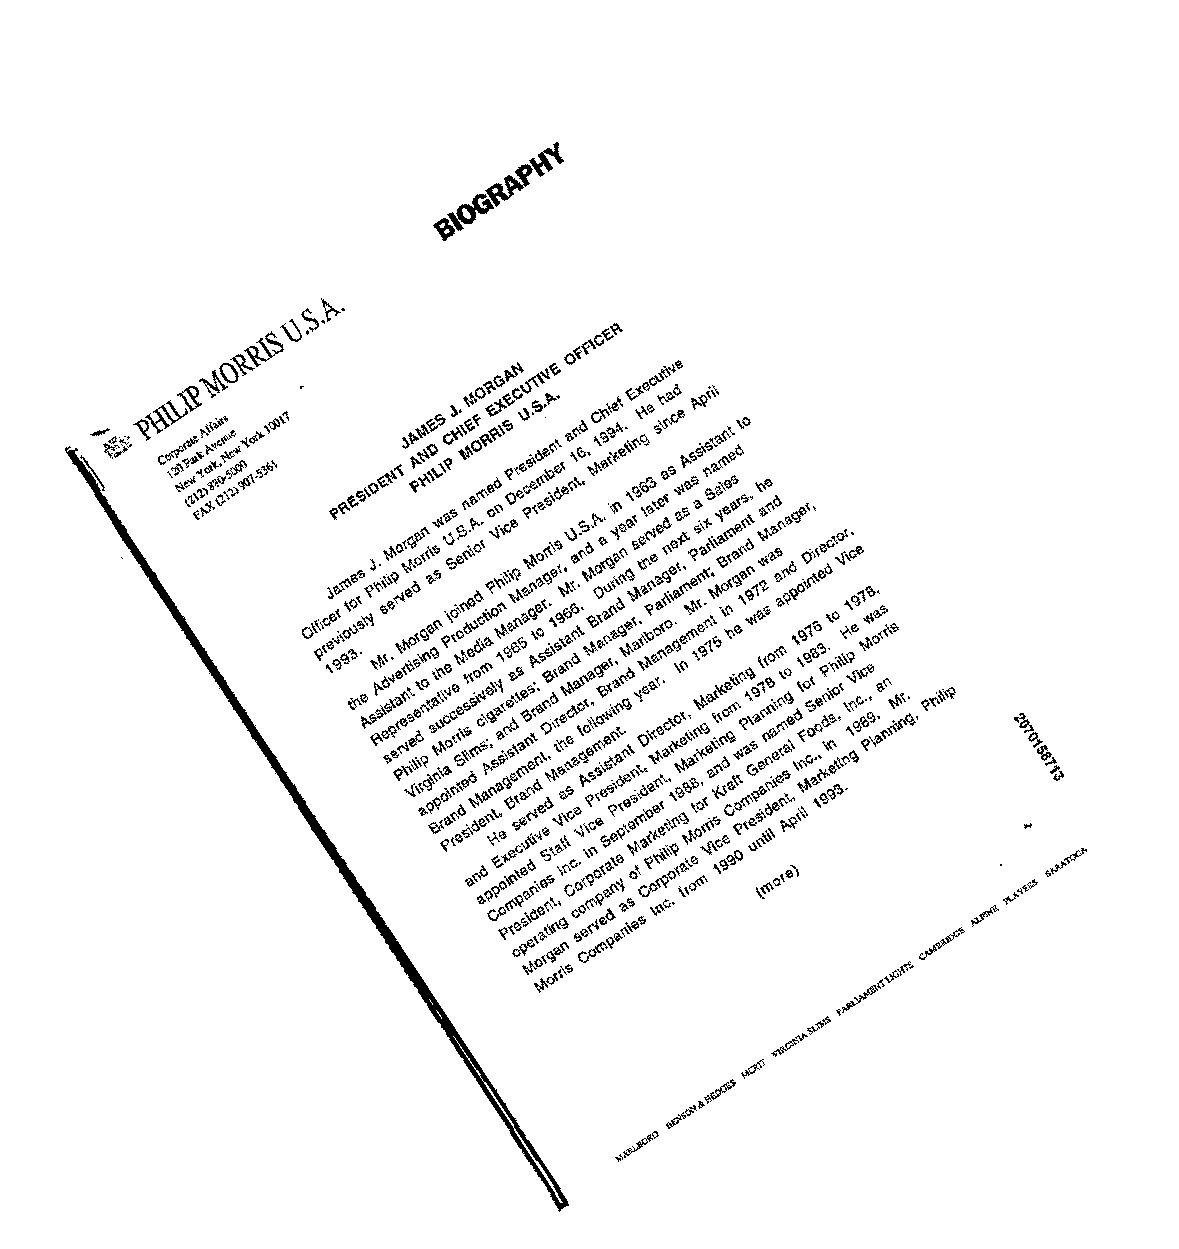 BIOGRAPHY
PHILIP MORRIS U.S.A.
Corporate Affairs
120 Park Avenue
New York, New York 10017
(212) 880-5000
FAX (212) 907-5361
JAMES J. MORGAN
PRESIDENT AND CHIEF EXECUTIVE OFFICER
PHILIP MORRIS U.S.A.
James J. Morgan was named President and Chief Executive
Officer for Philip Morris U.S.A. on December 16, 1994. He had
previously served as Senior Vice President, Marketing since April
1993.
Mr. Morgan joined Philip Morris U.S.A. in 1963 as Assistant to
the Advertising Production Manager, and a year later was named
Assistant to the Media Manager. Mr. Morgan served as a Sales
Representative from 1965 to 1966. During the next six years, he
served successively as Assistant Brand Manager, Parliament and
Philip Morris cigarettes; Brand Manager, Parliament; Brand Manager,
Virginia Slims; and Brand Manager, Marlboro. Mr. Morgan was
appointed Assistant Director, Brand Management in 1972 and Director,
Brand Management, the following year. In 1975 he was appointed Vice
President, Brand Management.
He served as Assistant Director, Marketing from 1976 to 1978,
and Executive Vice President, Marketing from 1978 to 1983. He was
appointed Staff Vice President, Marketing Planning for Philip Morris
Companies Inc. in September 1988, and was named Senior Vice
President, Corporate Marketing for Kraft General Foods, Inc., an
operating company of Philip Morris Companies Inc., in 1989. Mr.
Morgan served as Corporate Vice President, Marketing Planning, Philip
Morris Companies Inc. from 1990 until April 1993.
(more)
2070158713
MARLBORO BENSON & HEDGES MERIT VIRGINIA SLIMS PARLIAMENT LIGHTS CAMBRIDGE ALPINE PLAYERS SARATOGA